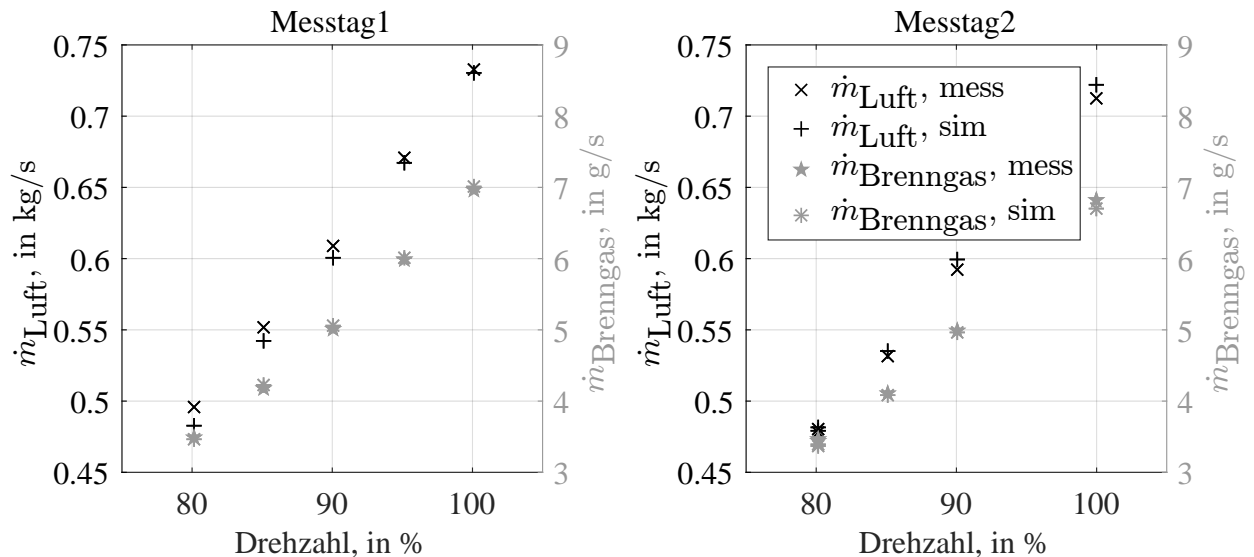 Messtag1
0.75
0.7
0.65
0.6
0.55
0.5
0.45
ṁLuft, in kg/s
9
8
7
6
5
4
3
ṁBrenngas, in g/s
80 90 100
Drehzahl, in %
Messtag2
0.75
0.7
0.65
0.6
0.55
0.5
0.45
ṁLuft, in kg/s
ṁLuft, mess
ṁLuft, sim
ṁBrenngas, mess
ṁBrenngas, sim
9
8
7
6
5
4
3
ṁBrenngas, in g/s
80 90 100
Drehzahl, in %